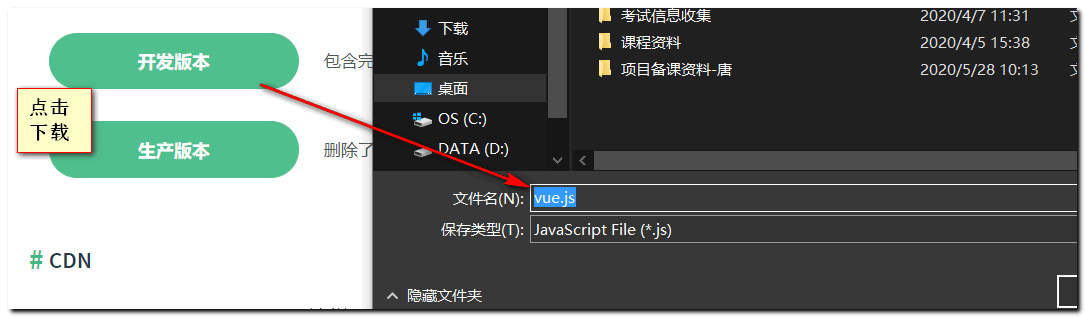 开发版本
包含完
点击
下载
生产版本
删除了
# CDN
下载
音乐
桌面
OS (C:)
DATA (D:)
考试信息收集 2020/4/7 11:31
课程资料 2020/4/5 15:38
项目备课资料-唐 2020/5/28 10:13
文件名(N): vue.js
保存类型(T): JavaScript File (*.js)
隐藏文件夹